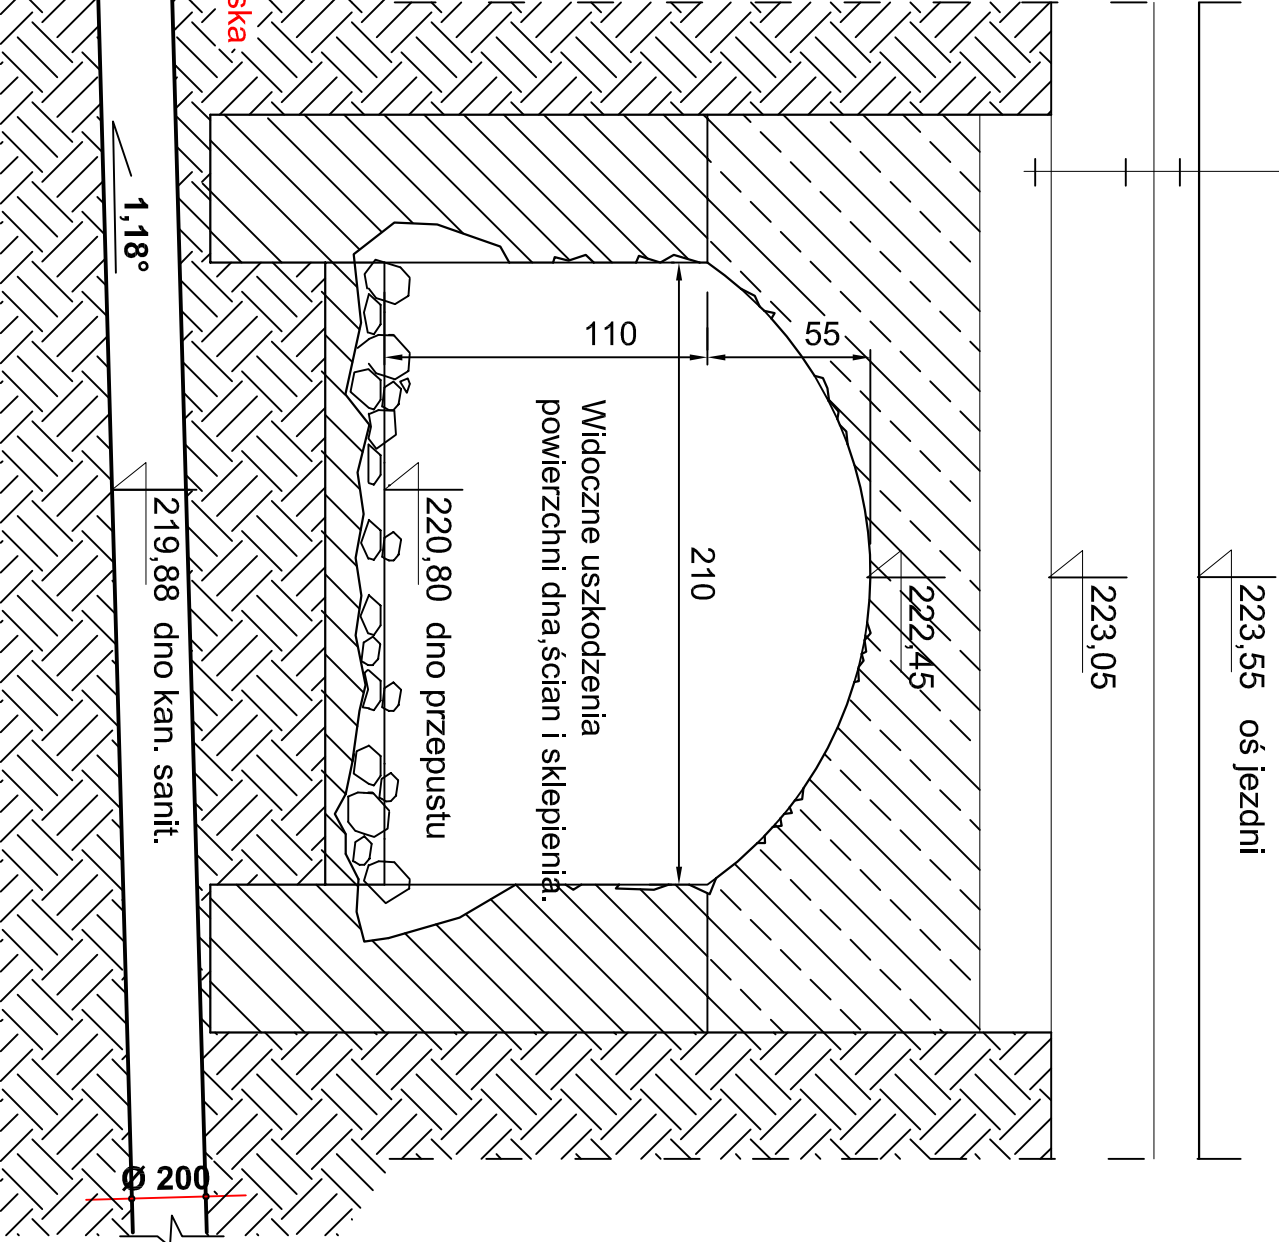 223,55 oś jezdni
223,05
222,45
55
110
210
Widoczne uszkodzenia
powierzchni dna,ścian i sklepienia.
220,80 dno przepustu
219,88 dno kan. sanit.
1,18°
Ø 200
ska